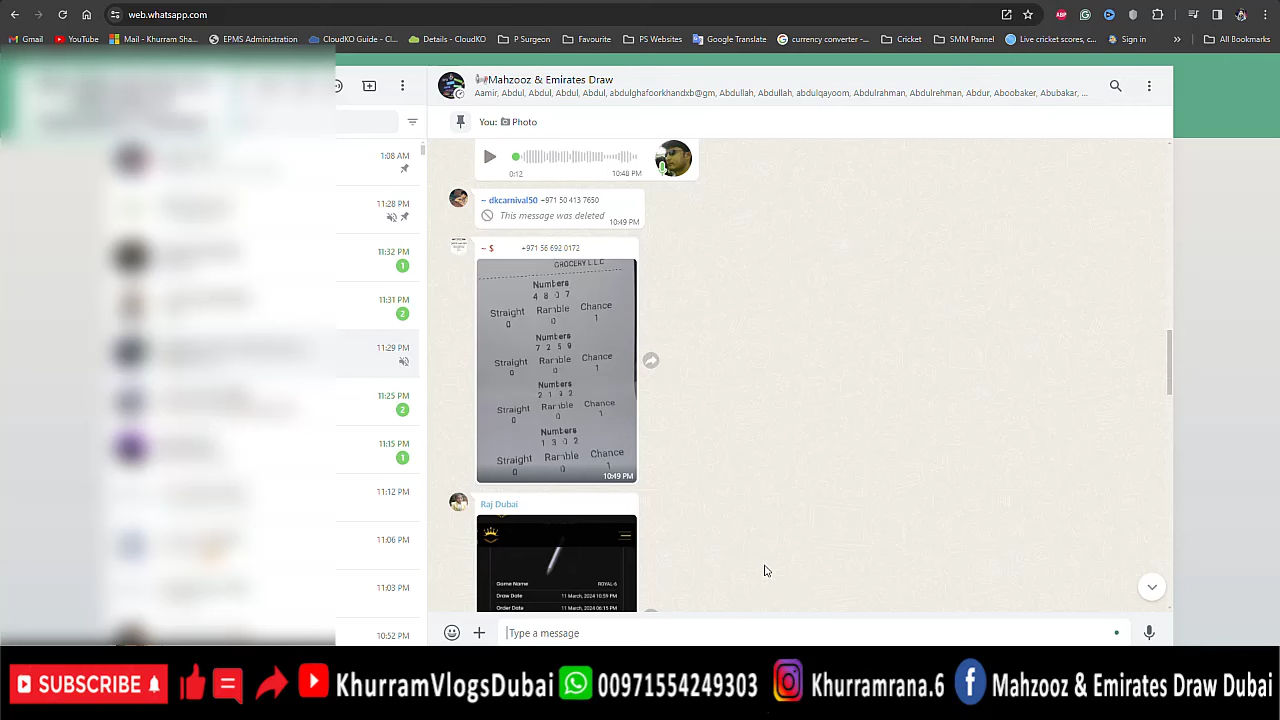 web.whatsapp.com
Gmail
YouTube
Mail - Khurram Sha...
EPMS Administration
CloudKO Guide - Cl...
Details - CloudKO
P Surgeon
Favourite
PS Websites
Google Translate
currency converter -...
Cricket
SMM Pannel
Live cricket scores, c...
Sign in
All Bookmarks
Mahzooz & Emirates Draw
Aamir, Abdul, Abdul, Abdul, Abdul, abdulghafoorkhandxb@gm, Abdullah, Abdullah, abdulqayoom, Abdulrahman, Abdulrehman, Abdur, Aboobaker, Abubakar, ...
You: Photo
1:08 AM
11:28 PM
11:32 PM
1
11:31 PM
2
11:29 PM
11:25 PM
2
11:15 PM
1
11:12 PM
11:06 PM
11:03 PM
10:52 PM
0:12
10:48 PM
~ dkcarnival50 +971 50 413 7650
This message was deleted
10:49 PM
~ $ +971 56 692 0172
GROCERY L.L.C
Numbers
4 8 0 7
Straight Ramble Chance
0 0 1
Numbers
7 2 5 9
Straight Ramble Chance
0 0 1
Numbers
Straight Ramble Chance
0 0 1
Numbers
1 3 0 2
Straight Ramble Chance
0 0 1
10:49 PM
Raj Dubai
Game Name ROYAL-6
Draw Date 11 March, 2024 10:59 PM
Order Date 11 March, 2024 06:15 PM
Type a message
SUBSCRIBE
KhurramVlogsDubai
00971554249303
Khurramrana.6
Mahzooz & Emirates Draw Dubai